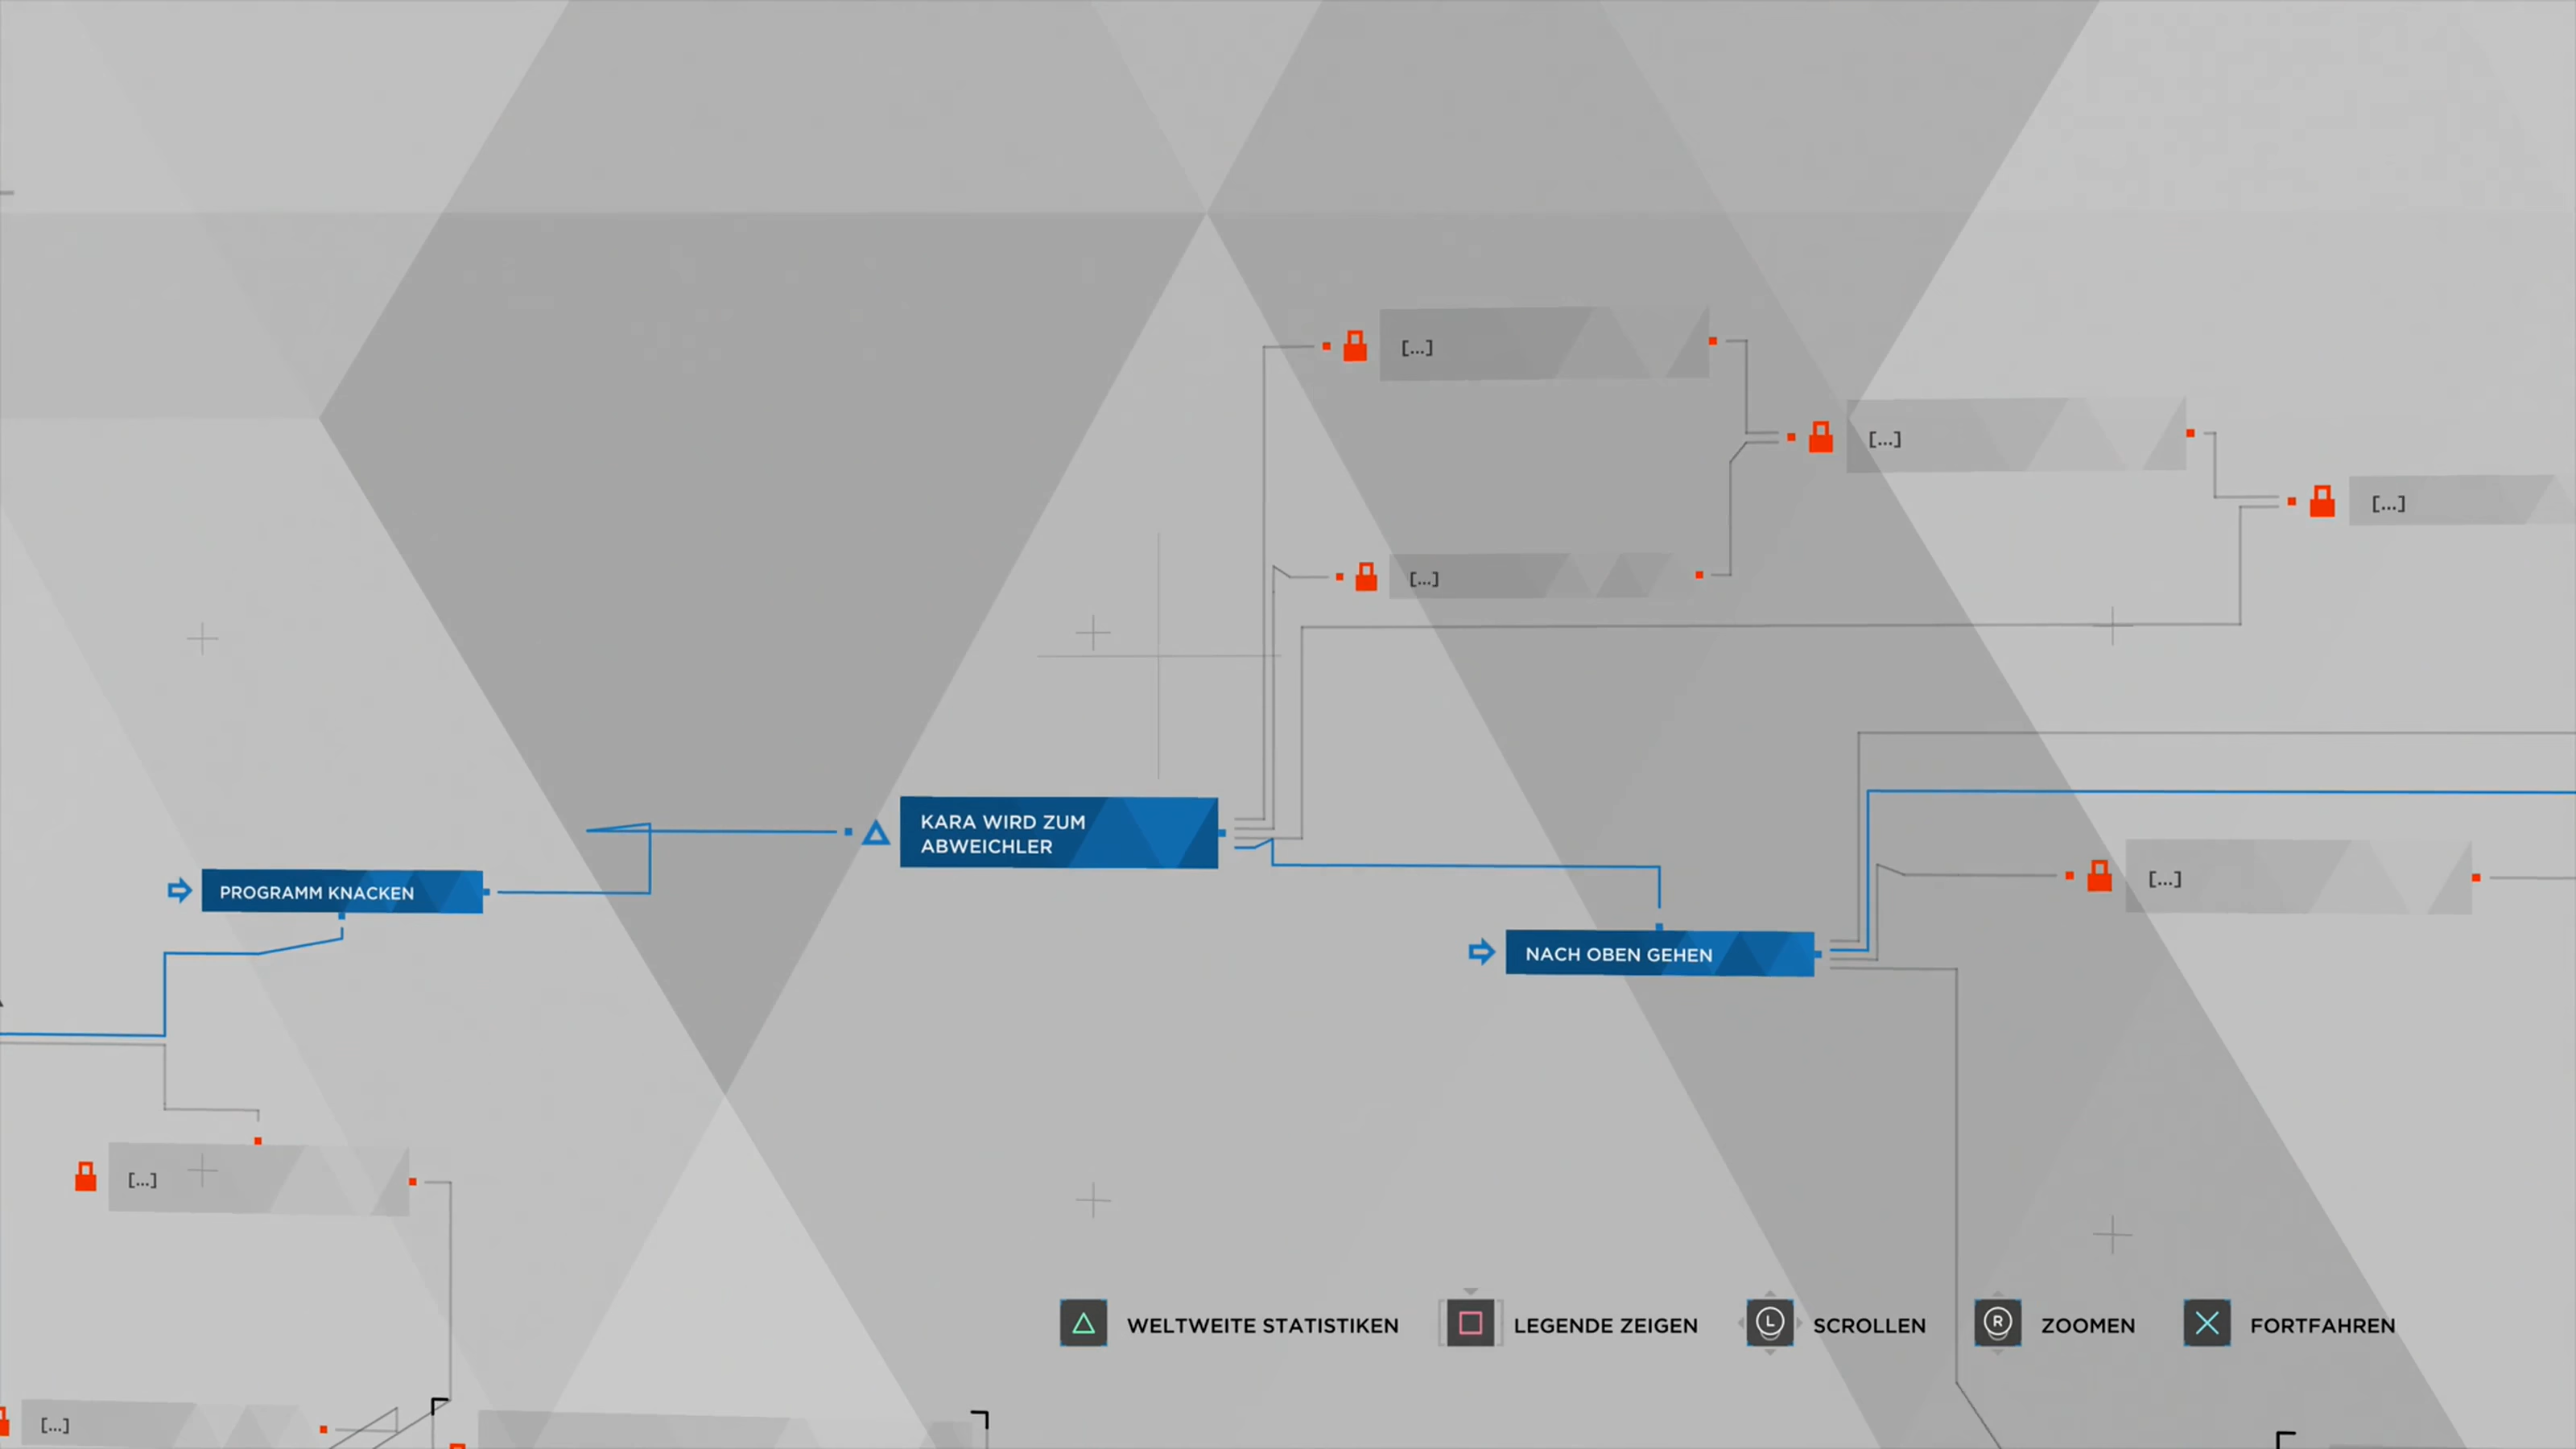 [...]
[...]
[...]
[...]
KARA WIRD ZUM
ABWEICHLER
[...]
PROGRAMM KNACKEN
NACH OBEN GEHEN
[...]
WELTWEITE STATISTIKEN
LEGENDE ZEIGEN
L
SCROLLEN
R
ZOOMEN
FORTFAHREN
[...]